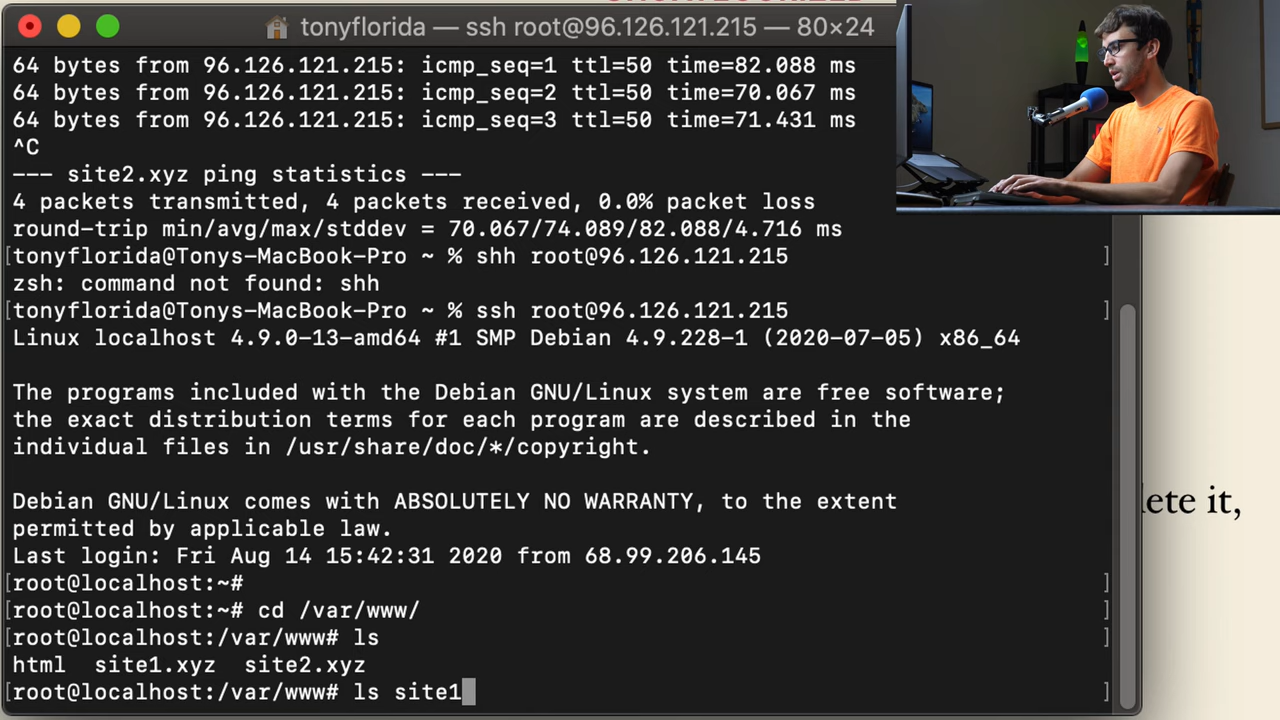 tonyflorida — ssh root@96.126.121.215 — 80×24
64 bytes from 96.126.121.215: icmp_seq=1 ttl=50 time=82.088 ms
64 bytes from 96.126.121.215: icmp_seq=2 ttl=50 time=70.067 ms
64 bytes from 96.126.121.215: icmp_seq=3 ttl=50 time=71.431 ms
^C
--- site2.xyz ping statistics ---
4 packets transmitted, 4 packets received, 0.0% packet loss
round-trip min/avg/max/stddev = 70.067/74.089/82.088/4.716 ms
[tonyflorida@Tonys-MacBook-Pro ~ % shh root@96.126.121.215 ]
zsh: command not found: shh
[tonyflorida@Tonys-MacBook-Pro ~ % ssh root@96.126.121.215 ]
Linux localhost 4.9.0-13-amd64 #1 SMP Debian 4.9.228-1 (2020-07-05) x86_64
The programs included with the Debian GNU/Linux system are free software;
the exact distribution terms for each program are described in the
individual files in /usr/share/doc/*/copyright.
Debian GNU/Linux comes with ABSOLUTELY NO WARRANTY, to the extent
permitted by applicable law.
Last login: Fri Aug 14 15:42:31 2020 from 68.99.206.145
[root@localhost:~# ]
[root@localhost:~# cd /var/www/ ]
[root@localhost:/var/www# ls ]
html site1.xyz site2.xyz
[root@localhost:/var/www# ls site1 ]
it,